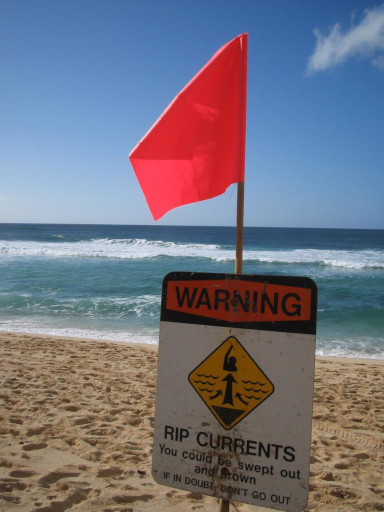 WARNING
RIP CURRENTS
You could be swept out
and drown
IF IN DOUBT, DON'T GO OUT